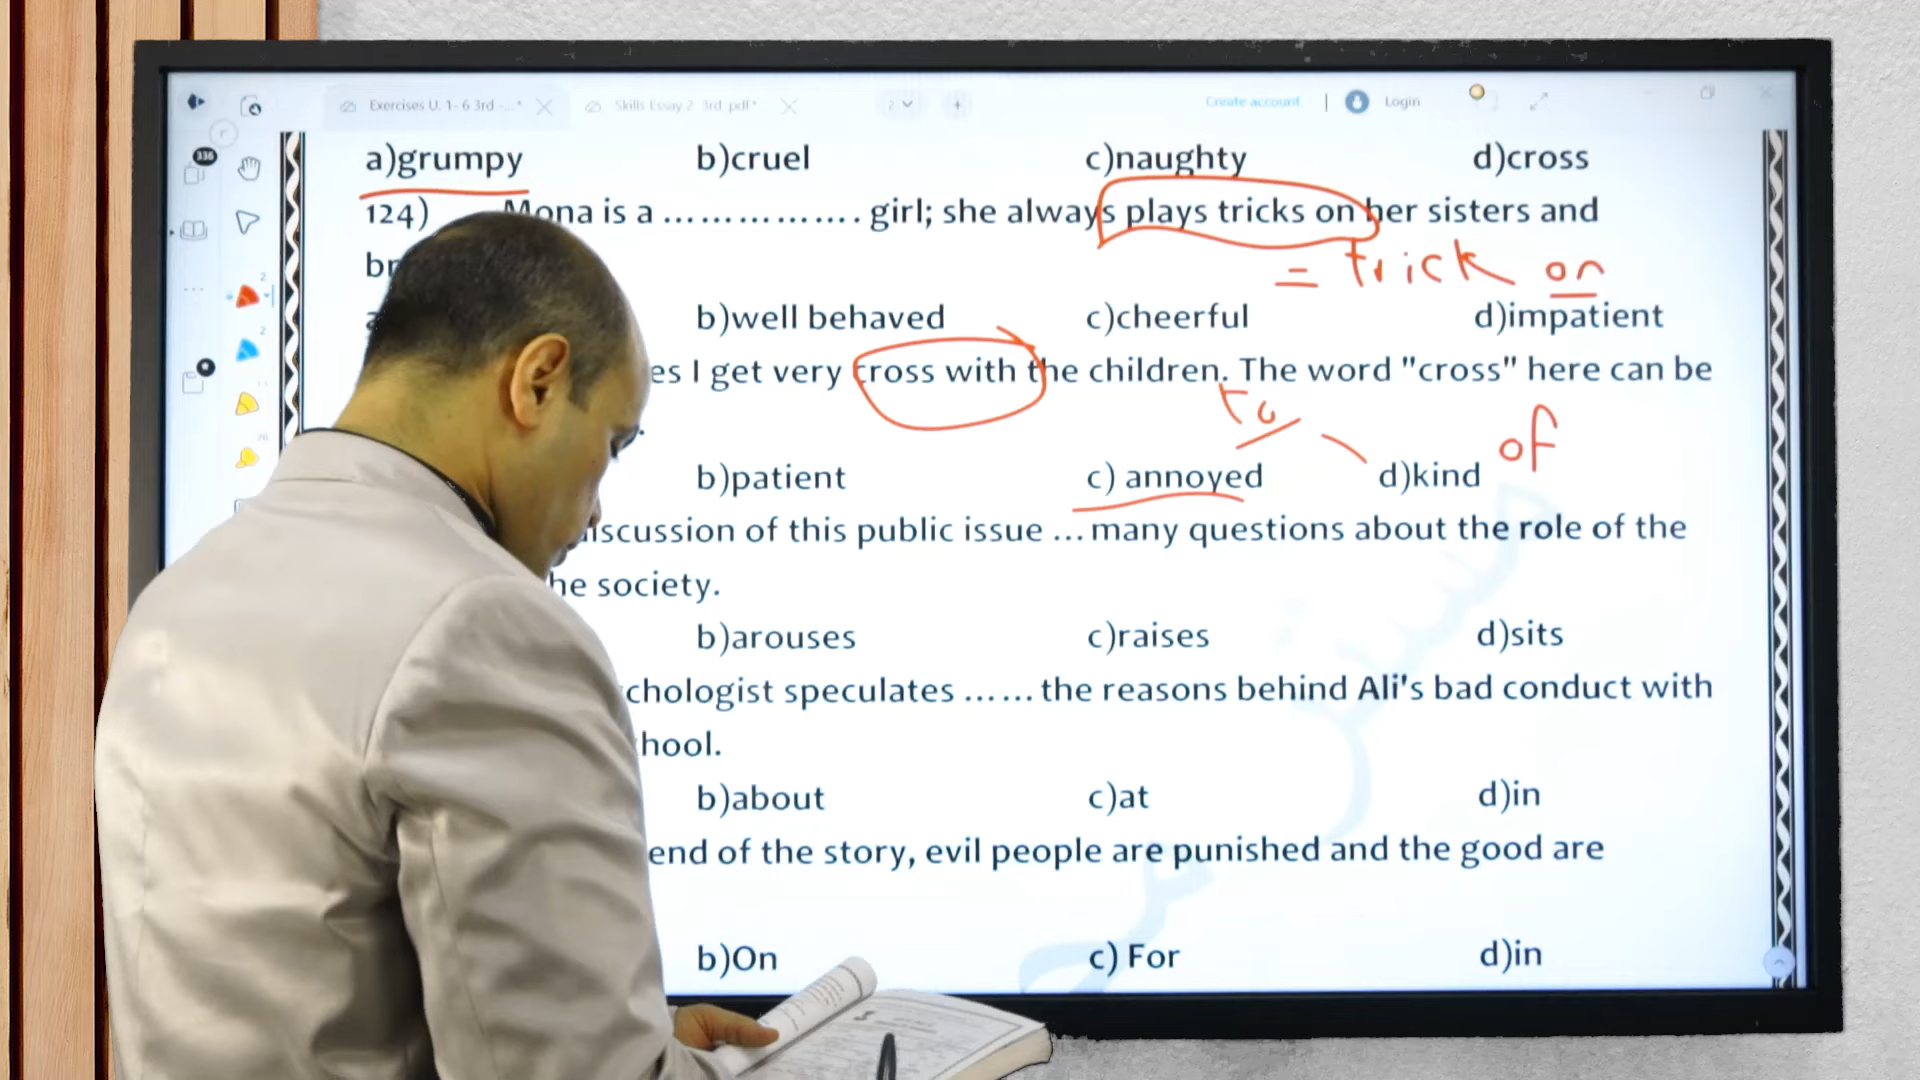 Exercises U. 1- 6 3rd -...*
Skills Essay 2 3rd pdf*
2
Create account | Login
336
a)grumpy b)cruel c)naughty d)cross
124) Mona is a ................ girl; she always plays tricks on her sisters and
br
= trick on
b)well behaved c)cheerful d)impatient
es I get very cross with the children. The word "cross" here can be
to
of
b)patient c) annoyed d)kind
iscussion of this public issue ... many questions about the role of the
he society.
b)arouses c)raises d)sits
chologist speculates ...... the reasons behind Ali's bad conduct with
hool.
b)about c)at d)in
end of the story, evil people are punished and the good are
b)On c) For d)in